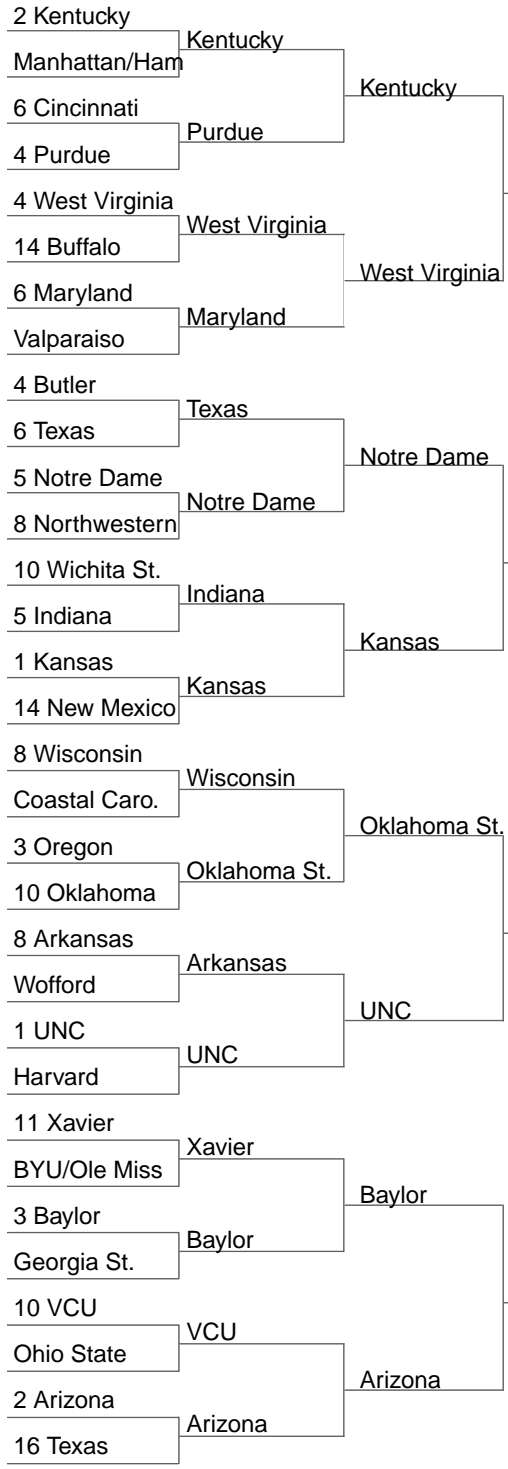 2 Kentucky
Kentucky
Manhattan/Ham
Kentucky
6 Cincinnati
Purdue
4 Purdue
4 West Virginia
West Virginia
14 Buffalo
West Virginia
6 Maryland
Maryland
Valparaiso
4 Butler
Texas
6 Texas
Notre Dame
5 Notre Dame
Notre Dame
8 Northwestern
10 Wichita St.
Indiana
5 Indiana
Kansas
1 Kansas
Kansas
14 New Mexico
8 Wisconsin
Wisconsin
Coastal Caro.
Oklahoma St.
3 Oregon
Oklahoma St.
10 Oklahoma
8 Arkansas
Arkansas
Wofford
UNC
1 UNC
UNC
Harvard
11 Xavier
Xavier
BYU/Ole Miss
Baylor
3 Baylor
Baylor
Georgia St.
10 VCU
VCU
Ohio State
Arizona
2 Arizona
Arizona
16 Texas